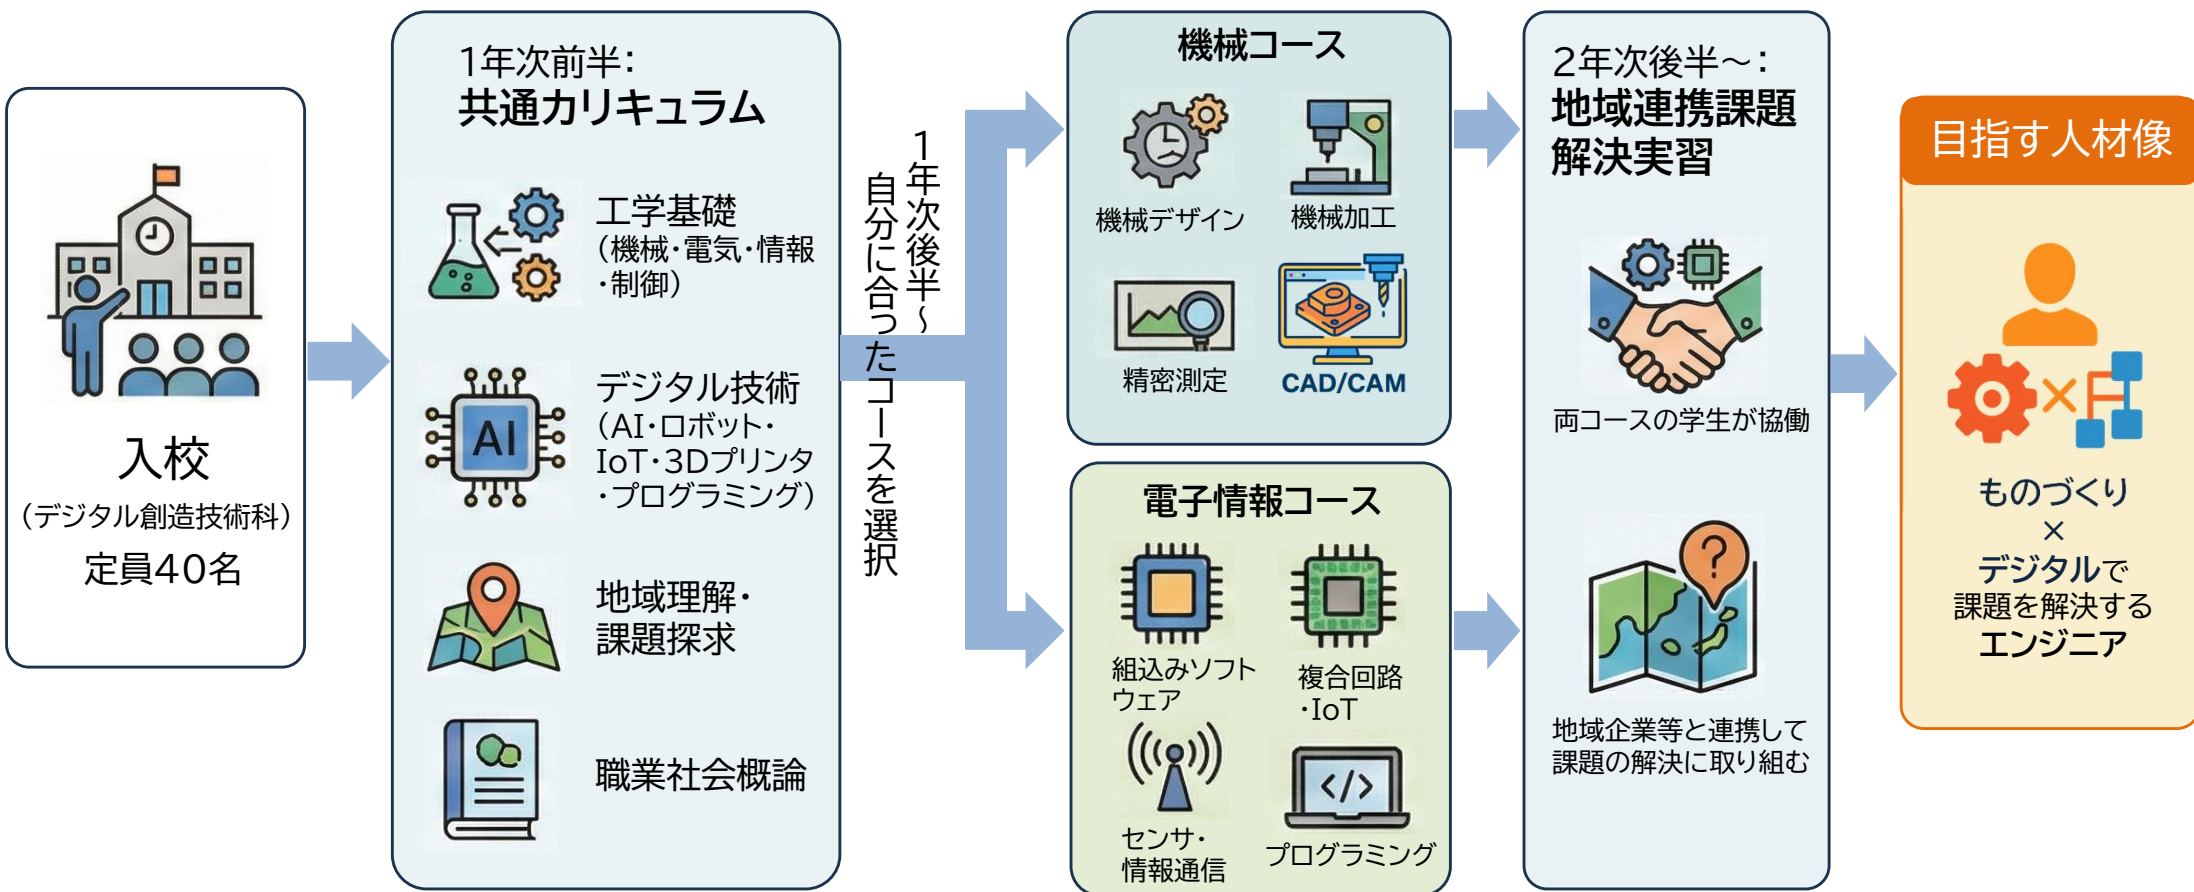 入校
（デジタル創造技術科）
定員40名
1年次前半：
共通カリキュラム
工学基礎
（機械・電気・情報
・制御）
AI
デジタル技術
（AI・ロボット・
IoT・3Dプリンタ
・プログラミング）
地域理解・
課題探求
職業社会概論
1年次後半～
自分に合ったコースを選択
機械コース
機械デザイン
機械加工
精密測定
CAD/CAM
電子情報コース
組込みソフト
ウェア
複合回路
・IoT
センサ・
情報通信
</>
プログラミング
2年次後半～：
地域連携課題
解決実習
両コースの学生が協働
?
地域企業等と連携して
課題の解決に取り組む
目指す人材像
×
ものづくり
×
デジタルで
課題を解決する
エンジニア